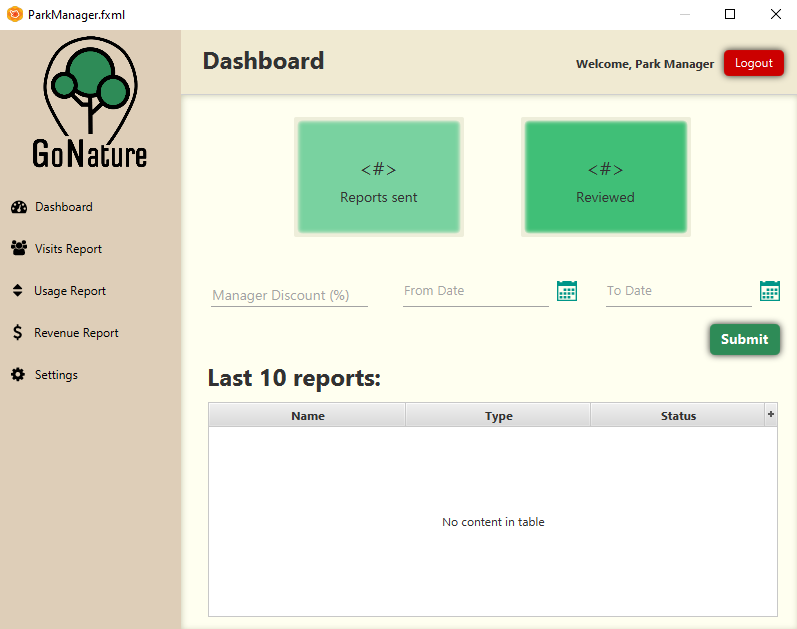 ParkManager.fxml
GoNature
Dashboard
Visits Report
Usage Report
Revenue Report
Settings
Dashboard
Welcome, Park Manager
Logout
<#>
Reports sent
<#>
Reviewed
Manager Discount (%)
From Date
To Date
Submit
Last 10 reports:
Name Type Status +
No content in table